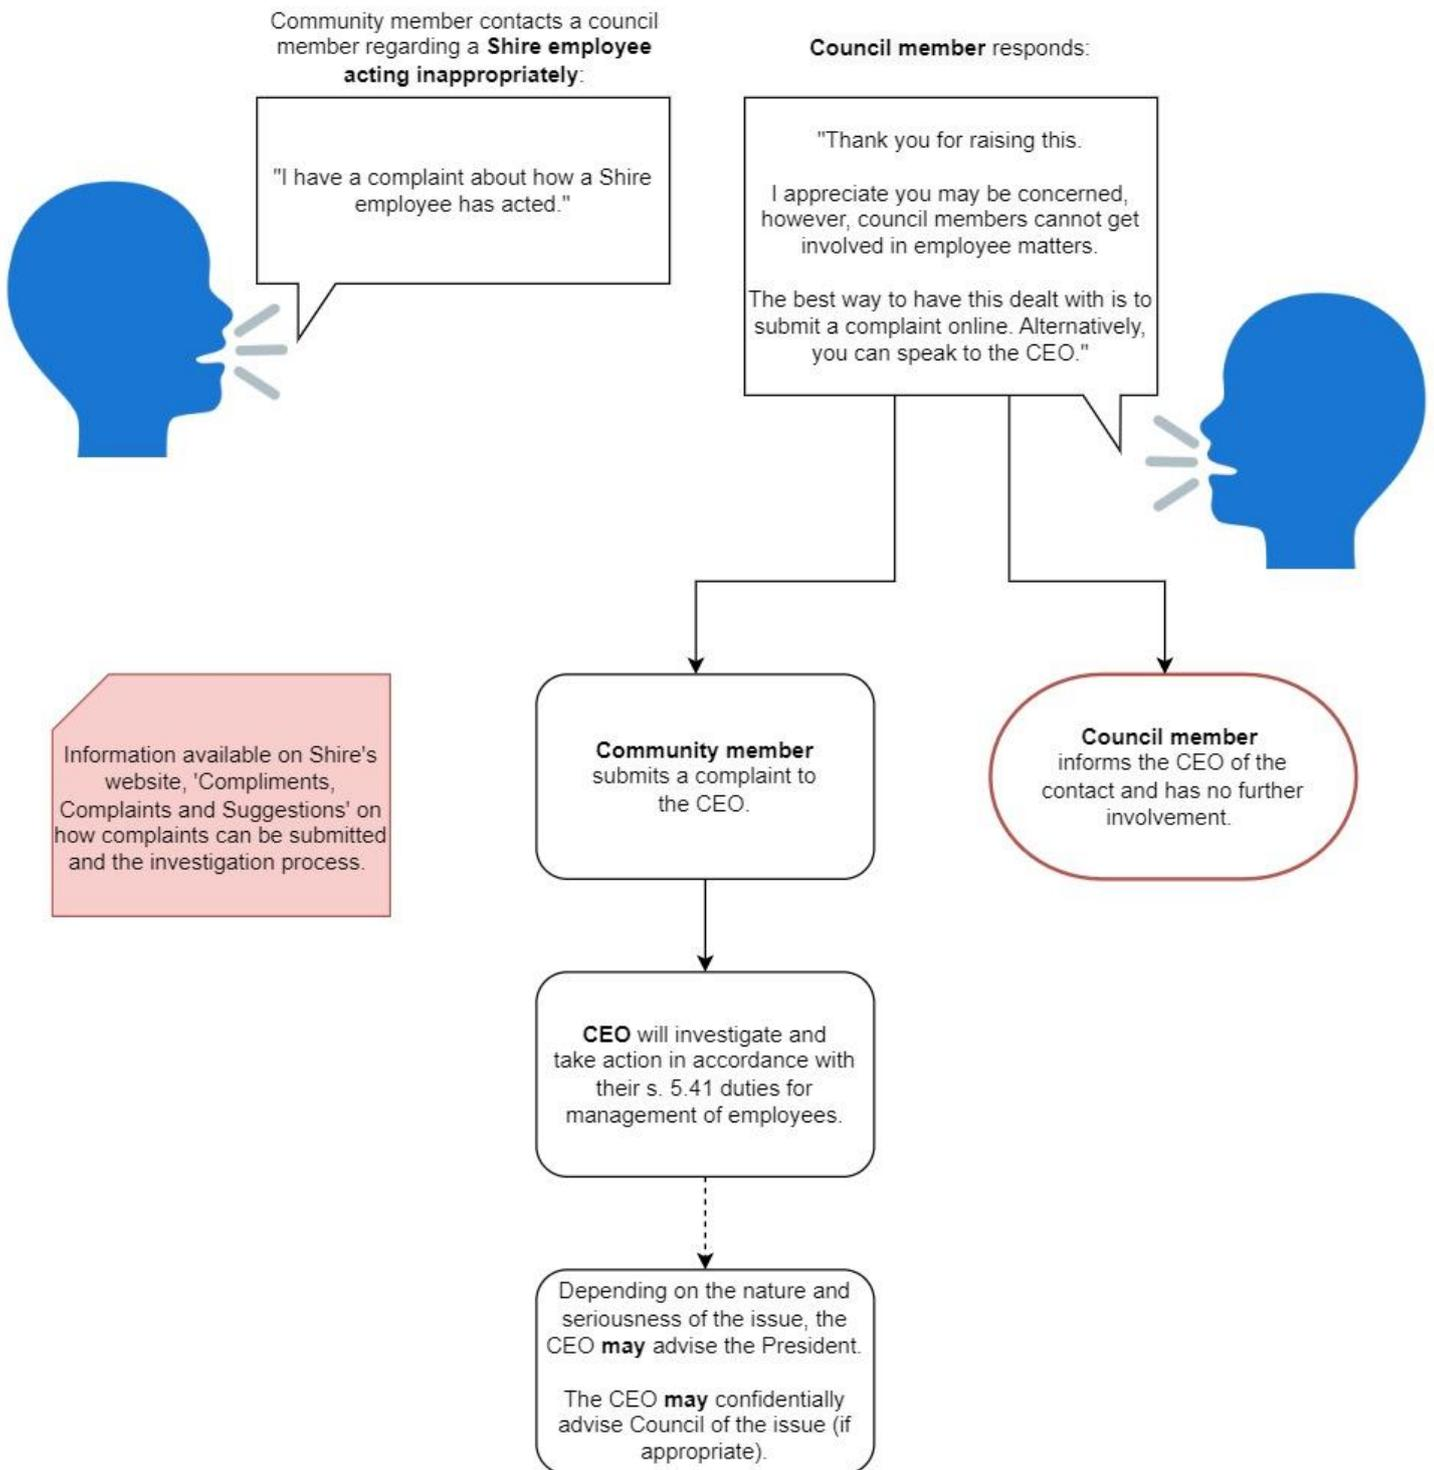 Community member contacts a council
member regarding a Shire employee
acting inappropriately:
"I have a complaint about how a Shire
employee has acted."
Council member responds:
"Thank you for raising this.
I appreciate you may be concerned,
however, council members cannot get
involved in employee matters.
The best way to have this dealt with is to
submit a complaint online. Alternatively,
you can speak to the CEO."
Information available on Shire's
website, 'Compliments,
Complaints and Suggestions' on
how complaints can be submitted
and the investigation process.
Community member
submits a complaint to
the CEO.
Council member
informs the CEO of the
contact and has no further
involvement.
CEO will investigate and
take action in accordance with
their s. 5.41 duties for
management of employees.
Depending on the nature and
seriousness of the issue, the
CEO may advise the President.
The CEO may confidentially
advise Council of the issue (if
appropriate).